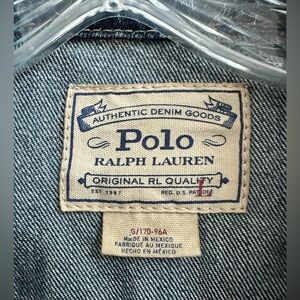 AUTHENTIC DENIM GOODS
Polo
RALPH LAUREN
ORIGINAL RL QUALITY
EST. 1967 REG. U.S. PAT. OFF.
L
G/170-96A
MADE IN MEXICO
FABRIQUÉ AU MEXIQUE
HECHO EN MÉXICO